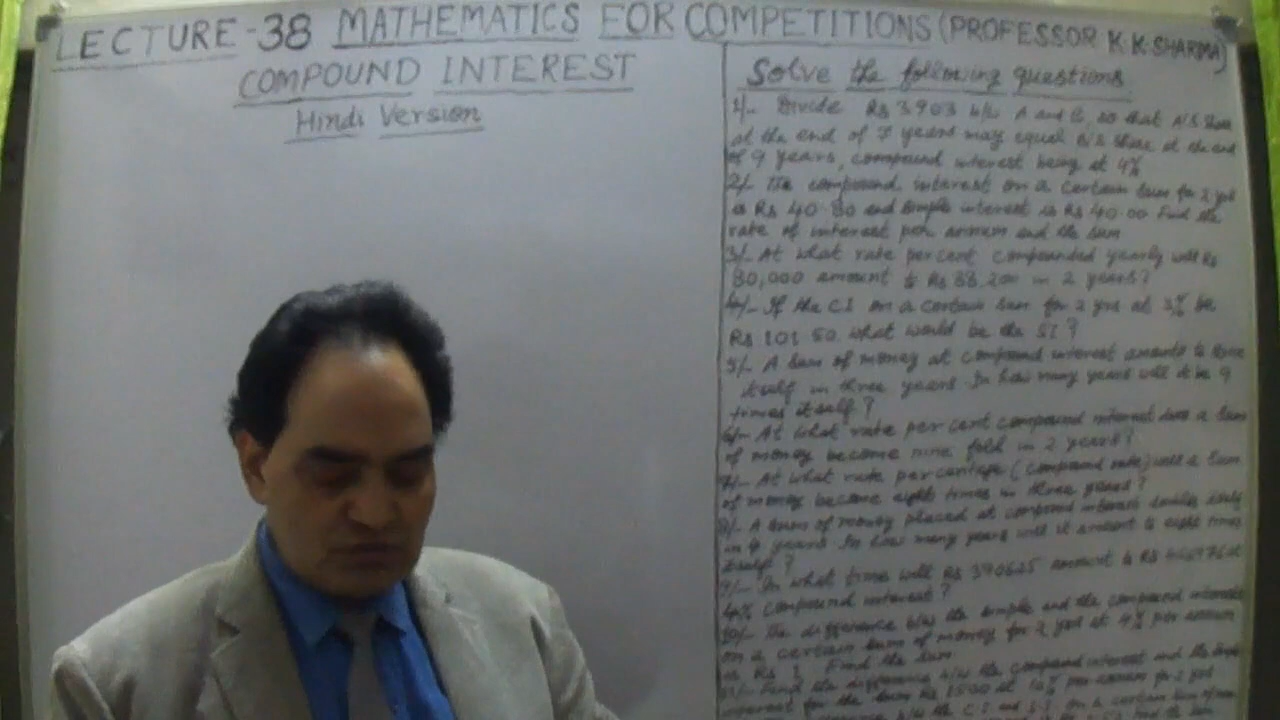 LECTURE-38 MATHEMATICS FOR COMPETITIONS (PROFESSOR K.K.SHARMA)
COMPOUND INTEREST
Hindi Version
Solve the following questions
1/- Divide Rs 3903 b/w A and B, so that A's share
at the end of 7 years may equal B's share at the end
of 9 years, compound interest being at 4%
2/- The compound interest on a certain sum for 2 yrs
is Rs 40.80 and simple interest is Rs 40.00 Find the
rate of interest per annum and the sum
3/- At what rate percent compounded yearly will Rs
80,000 amount to Rs 88,200 in 2 years?
4/- If the CI on a certain sum for 2 yrs at 3% be
Rs 101.50 what would be the SI?
5/- A sum of money at compound interest amounts to
itself in three years. In how many years will it be 9
times itself?
6/- At what rate per cent compound interest does a sum
of money become nine fold in 2 years?
7/- At what rate percentage (compound rate) will a sum
of money become eight times in three years?
8/- A sum of money placed at compound interest doubles itself
in 4 years In how many years will it amount to eight times
itself?
9/- In what time will Rs 390625 amount to Rs
4% compound interest?
10/- The difference b/w the simple and the compound interest
on a certain sum of money for 2 yrs at 4% per annum
is Rs 1. Find the sum
11/- Find the difference b/w the compound interest and the
interest for the sum Rs 1500 at 10% per annum for 2 yrs
the C.I and S.I on a certain sum